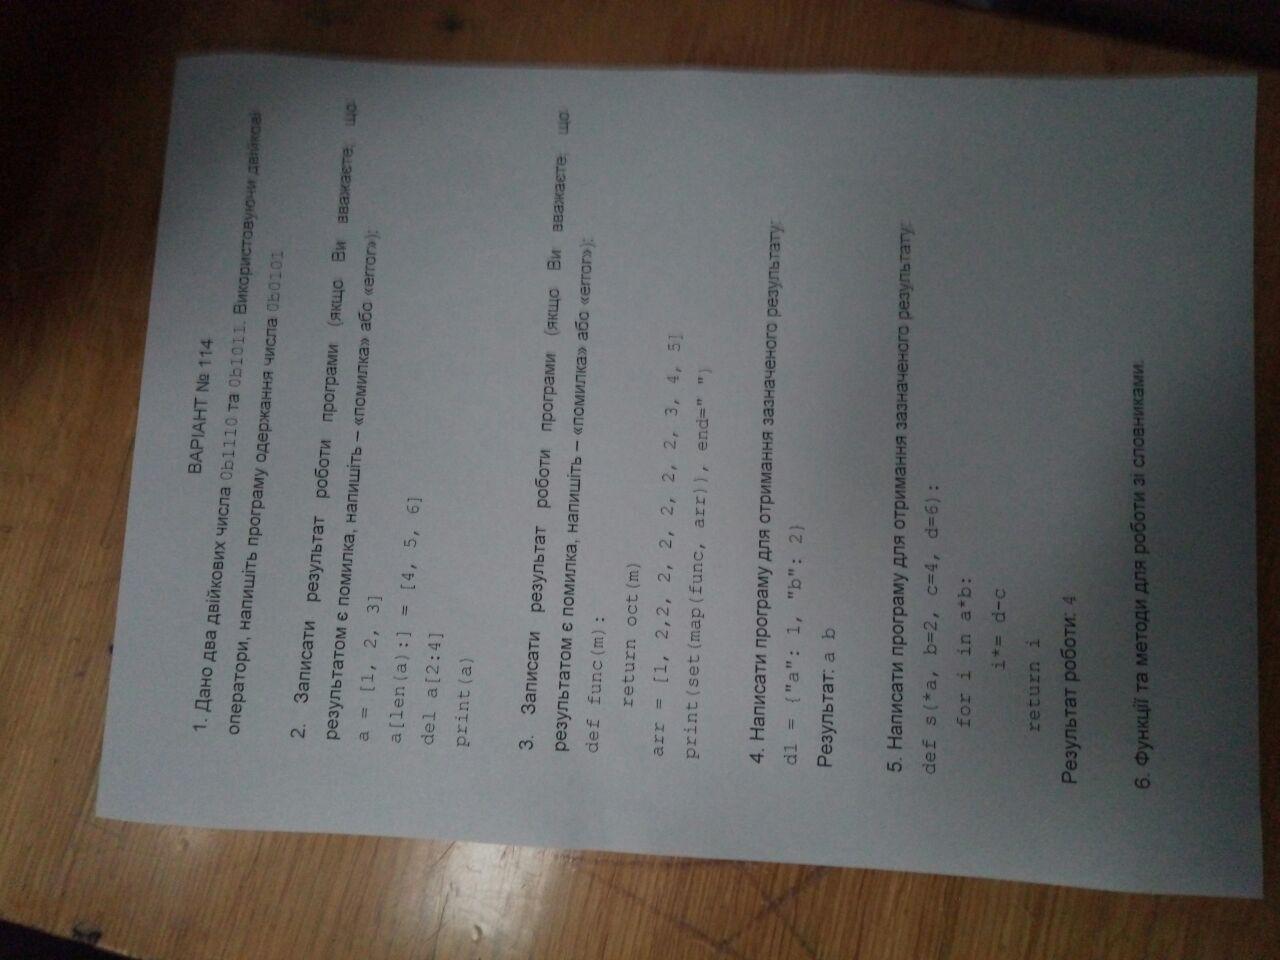 ВАРІАНТ № 114
1. Дано два двійкових числа 0b1110 та 0b1011. Використовуючи двійкові
оператори, напишіть програму одержання числа 0b0101
2. Записати результат роботи програми (якщо Ви вважаєте, що
результатом є помилка, напишіть – «помилка» або «error»):
a = [1, 2, 3]
a[len(a):] = [4, 5, 6]
del a[2:4]
print(a)
3. Записати результат роботи програми (якщо Ви вважаєте, що
результатом є помилка, напишіть – «помилка» або «error»):
def func(m):
return oct(m)
arr = [1, 2,2, 2, 2, 2, 2, 2, 3, 4, 5]
print(set(map(func, arr)), end=" ")
4. Написати програму для отримання зазначеного результату:
d1 = {"a": 1, "b": 2}
Результат: a b
5. Написати програму для отримання зазначеного результату:
def s(*a, b=2, c=4, d=6):
for i in a*b:
i*= d-c
return i
Результат роботи: 4
6. Функції та методи для роботи зі словниками.